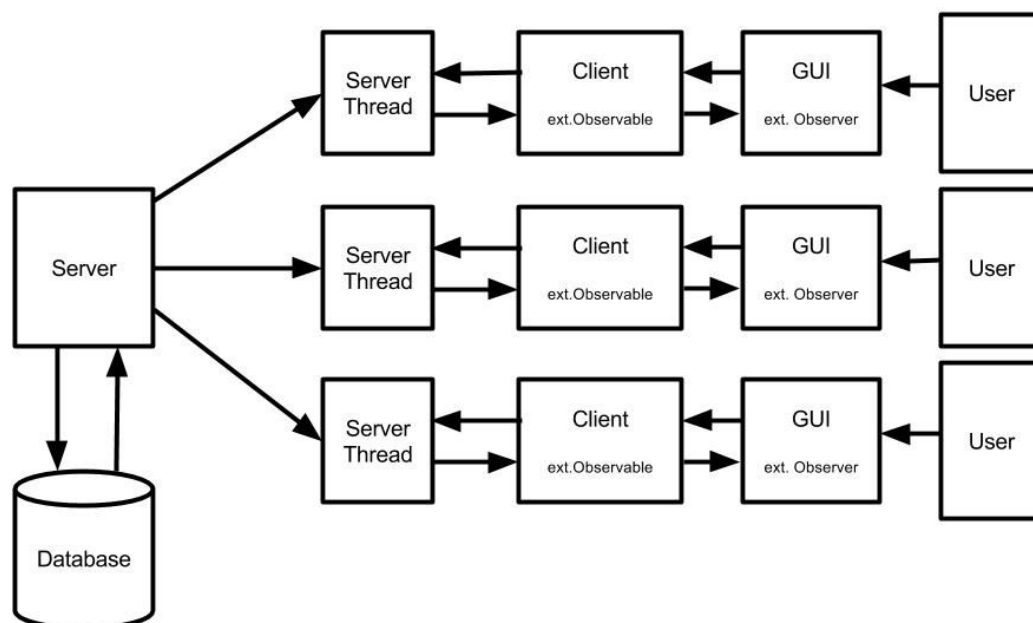 Server
Thread
Client
ext.Observable
GUI
ext. Observer
User
Server
Server
Thread
Client
ext.Observable
GUI
ext. Observer
User
Server
Thread
Client
ext.Observable
GUI
ext. Observer
User
Database